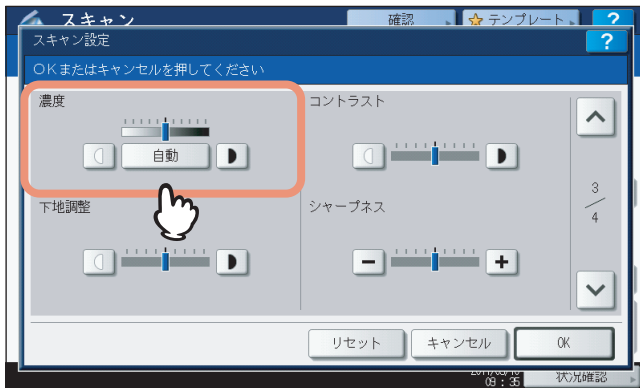 スキャン
確認
テンプレート
?
スキャン設定
?
OKまたはキャンセルを押してください
濃度
コントラスト
自動
3
4
下地調整
シャープネス
リセット
キャンセル
OK
09:35
状況確認